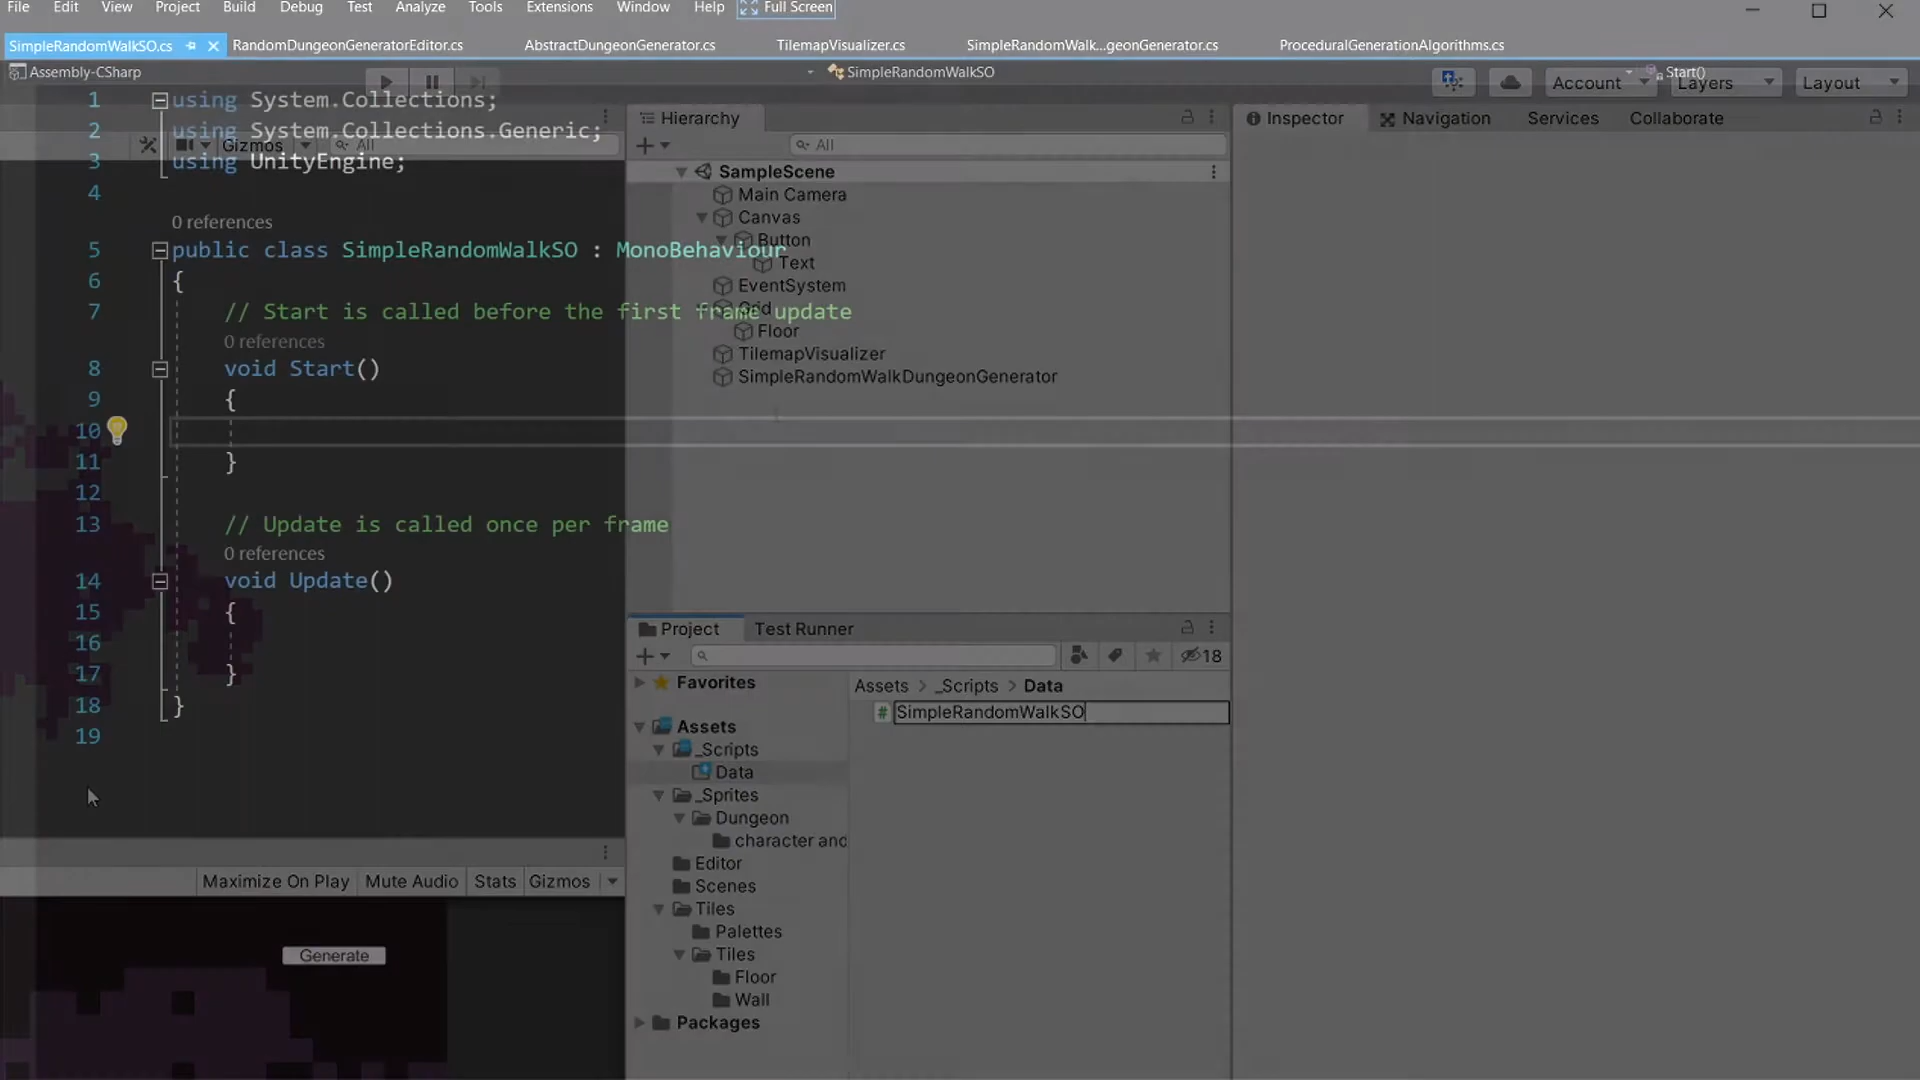 File Edit View Project Build Debug Test Analyze Tools Extensions Window Help Full Screen
SimpleRandomWalkSO.cs RandomDungeonGeneratorEditor.cs AbstractDungeonGenerator.cs TilemapVisualizer.cs SimpleRandomWalk...geonGenerator.cs ProceduralGenerationAlgorithms.cs
Assembly-CSharp SimpleRandomWalkSO Start()
Account Layers Layout
1 using System.Collections;
2 using System.Collections.Generic;
3 using UnityEngine;
4
0 references
5 public class SimpleRandomWalkSO : MonoBehaviour
6 {
7 // Start is called before the first frame update
0 references
8 void Start()
9 {
10
11 }
12
13 // Update is called once per frame
0 references
14 void Update()
15 {
16
17 }
18 }
19
Gizmos All
Maximize On Play Mute Audio Stats Gizmos
Generate
Hierarchy
All
SampleScene
Main Camera
Canvas
Button
Text
EventSystem
Grid
Floor
TilemapVisualizer
SimpleRandomWalkDungeonGenerator
Project Test Runner
18
Favorites
Assets
_Scripts
Data
_Sprites
Dungeon
character and
Editor
Scenes
Tiles
Palettes
Tiles
Floor
Wall
Packages
Assets > _Scripts > Data
# SimpleRandomWalkSO
Inspector Navigation Services Collaborate